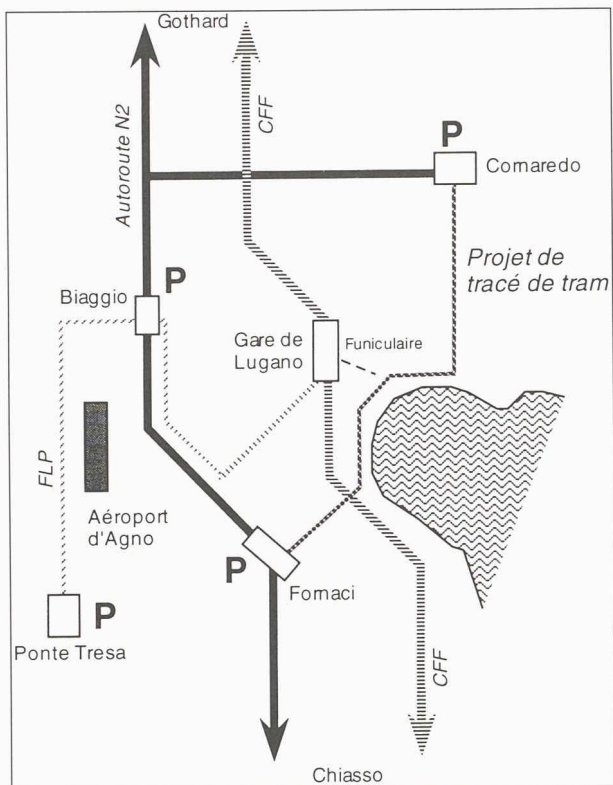 Gothard
CFF
Autoroute N2
P
Cornaredo
Projet de
tracé de tram
P
Biaggio
Gare de
Lugano
Funiculaire
FLP
Aéroport
d'Agno
P
Fornaci
P
Ponte Tresa
CFF
Chiasso